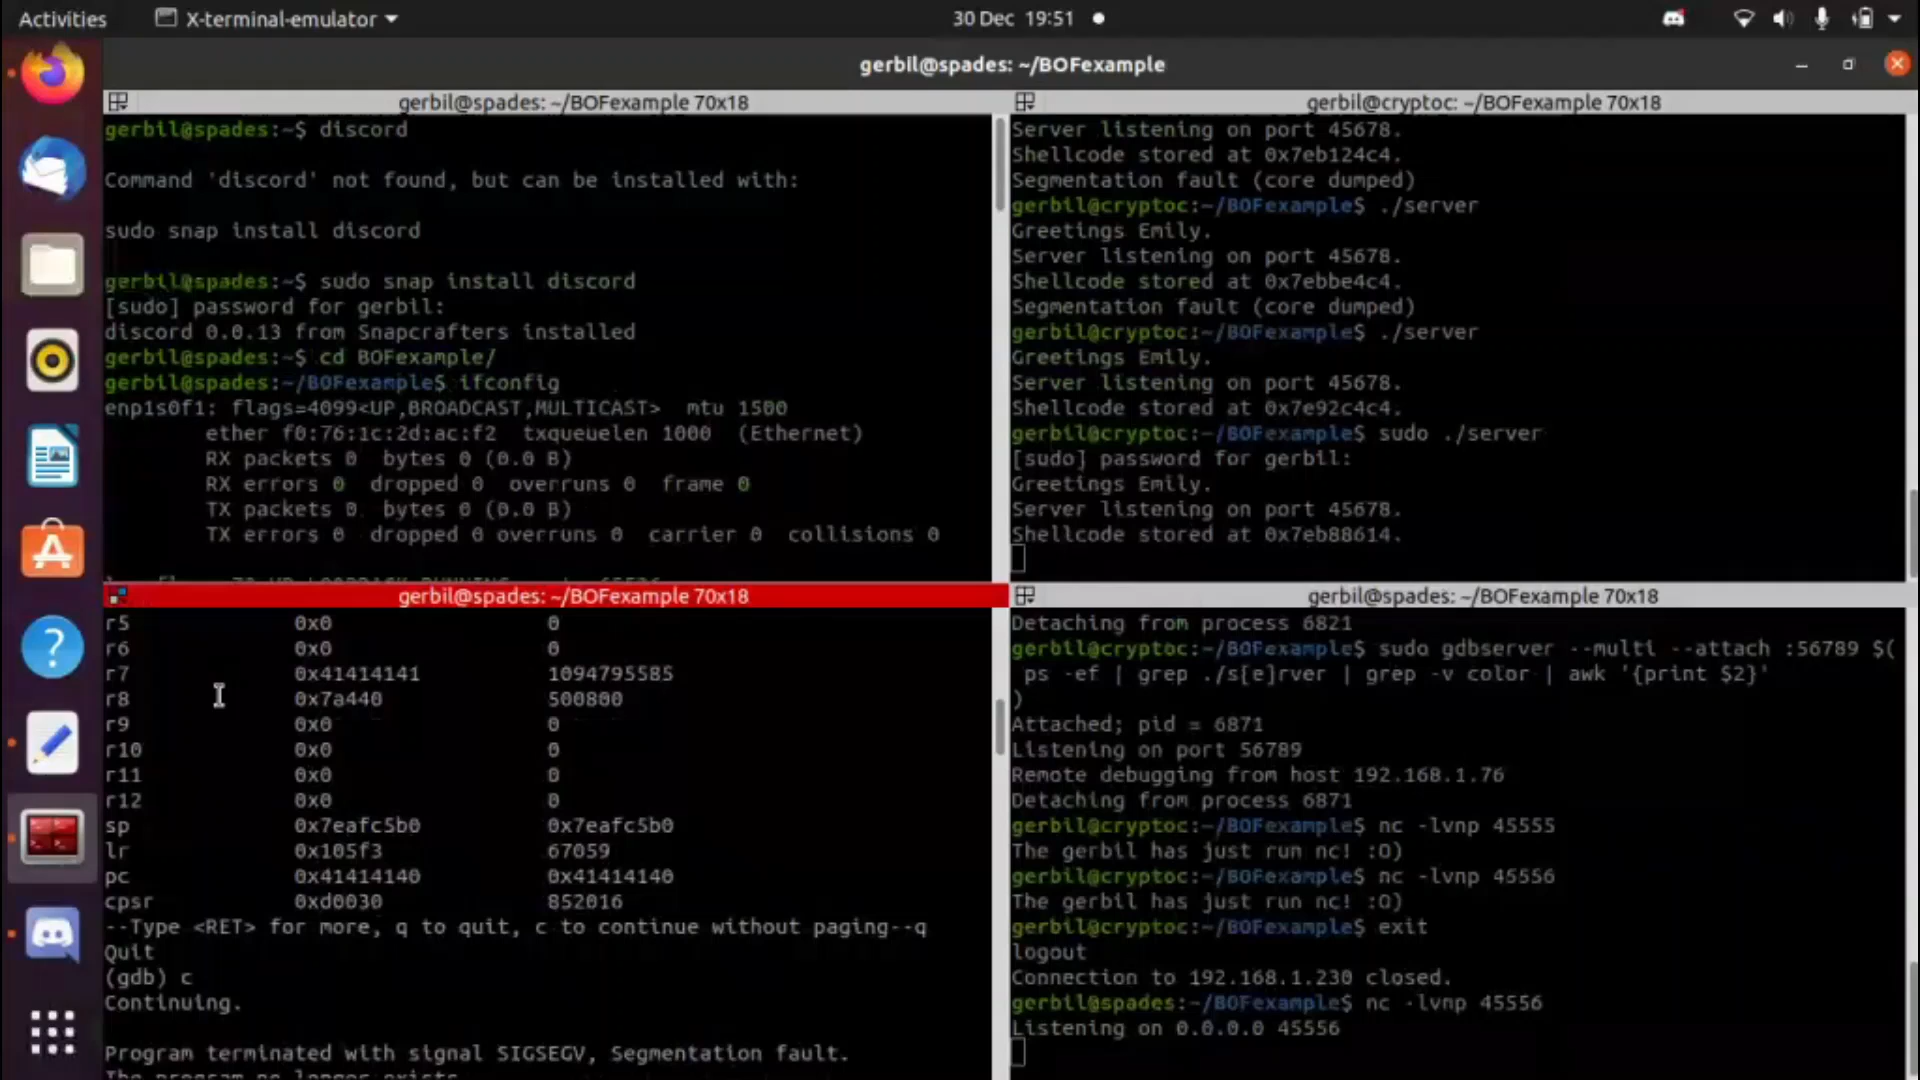 Activities
X-terminal-emulator
30 Dec 19:51
gerbil@spades: ~/BOFexample
gerbil@spades: ~/BOFexample 70x18
gerbil@spades:~$ discord
Command 'discord' not found, but can be installed with:
sudo snap install discord
gerbil@spades:~$ sudo snap install discord
[sudo] password for gerbil:
discord 0.0.13 from Snapcrafters installed
gerbil@spades:~$ cd BOFexample/
gerbil@spades:~/BOFexample$ ifconfig
enp1s0f1: flags=4099<UP,BROADCAST,MULTICAST>  mtu 1500
ether f0:76:1c:2d:ac:f2  txqueuelen 1000  (Ethernet)
RX packets 0  bytes 0 (0.0 B)
RX errors 0  dropped 0  overruns 0  frame 0
TX packets 0  bytes 0 (0.0 B)
TX errors 0  dropped 0 overruns 0  carrier 0  collisions 0
gerbil@cryptoc: ~/BOFexample 70x18
Server listening on port 45678.
Shellcode stored at 0x7eb124c4.
Segmentation fault (core dumped)
gerbil@cryptoc:~/BOFexample$ ./server
Greetings Emily.
Server listening on port 45678.
Shellcode stored at 0x7ebbe4c4.
Segmentation fault (core dumped)
gerbil@cryptoc:~/BOFexample$ ./server
Greetings Emily.
Server listening on port 45678.
Shellcode stored at 0x7e92c4c4.
gerbil@cryptoc:~/BOFexample$ sudo ./server
[sudo] password for gerbil:
Greetings Emily.
Server listening on port 45678.
Shellcode stored at 0x7eb88614.
gerbil@spades: ~/BOFexample 70x18
r5 0x0 0
r6 0x0 0
r7 0x41414141 1094795585
r8 0x7a440 500800
r9 0x0 0
r10 0x0 0
r11 0x0 0
r12 0x0 0
sp 0x7eafc5b0 0x7eafc5b0
lr 0x105f3 67059
pc 0x41414140 0x41414140
cpsr 0xd0030 852016
--Type <RET> for more, q to quit, c to continue without paging--q
Quit
(gdb) c
Continuing.
Program terminated with signal SIGSEGV, Segmentation fault.
The program no longer exists.
gerbil@spades: ~/BOFexample 70x18
Detaching from process 6821
gerbil@cryptoc:~/BOFexample$ sudo gdbserver --multi --attach :56789 $(
ps -ef | grep ./s[e]rver | grep -v color | awk '{print $2}'
)
Attached; pid = 6871
Listening on port 56789
Remote debugging from host 192.168.1.76
Detaching from process 6871
gerbil@cryptoc:~/BOFexample$ nc -lvnp 45555
The gerbil has just run nc! :O)
gerbil@cryptoc:~/BOFexample$ nc -lvnp 45556
The gerbil has just run nc! :O)
gerbil@cryptoc:~/BOFexample$ exit
logout
Connection to 192.168.1.230 closed.
gerbil@spades:~/BOFexample$ nc -lvnp 45556
Listening on 0.0.0.0 45556